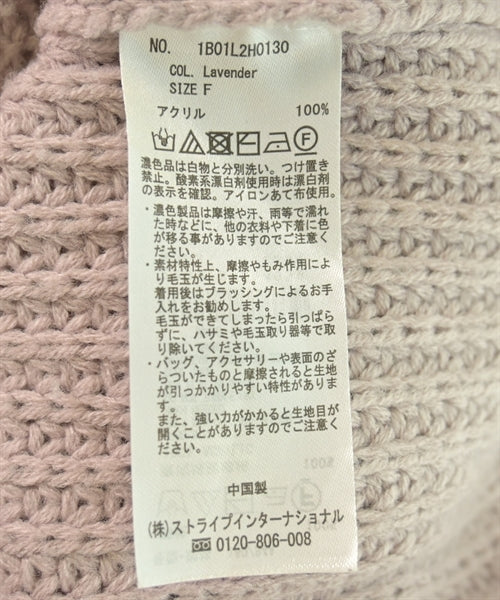 NO. 1B01L2H0130
COL. Lavender
SIZE F
アクリル 100%
濃色品は白物と分別洗い。つけ置き
禁止。酸素系漂白剤使用時は漂白剤
の表示を確認。アイロンあて布使用。
・濃色製品は摩擦や汗、雨等で濡れ
た時などに、他の衣料や下着に色
が移る事がありますのでご注意く
ださい。
・素材特性上、摩擦やもみ作用によ
り毛玉が生じます。
着用後はブラッシングによるお手
入れをお勧めします。
毛玉ができてしまったら引っぱら
ずに、ハサミや毛玉取り器等で取
り除いてください。
・バッグ、アクセサリーや表面のざ
らついたものと摩擦されると生地
が引っかかりやすい特性がありま
す。
また、強い力がかかると生地目が
開くことがありますのでご注意く
ださい。
中国製
(株)ストライプインターナショナル
0120-806-008